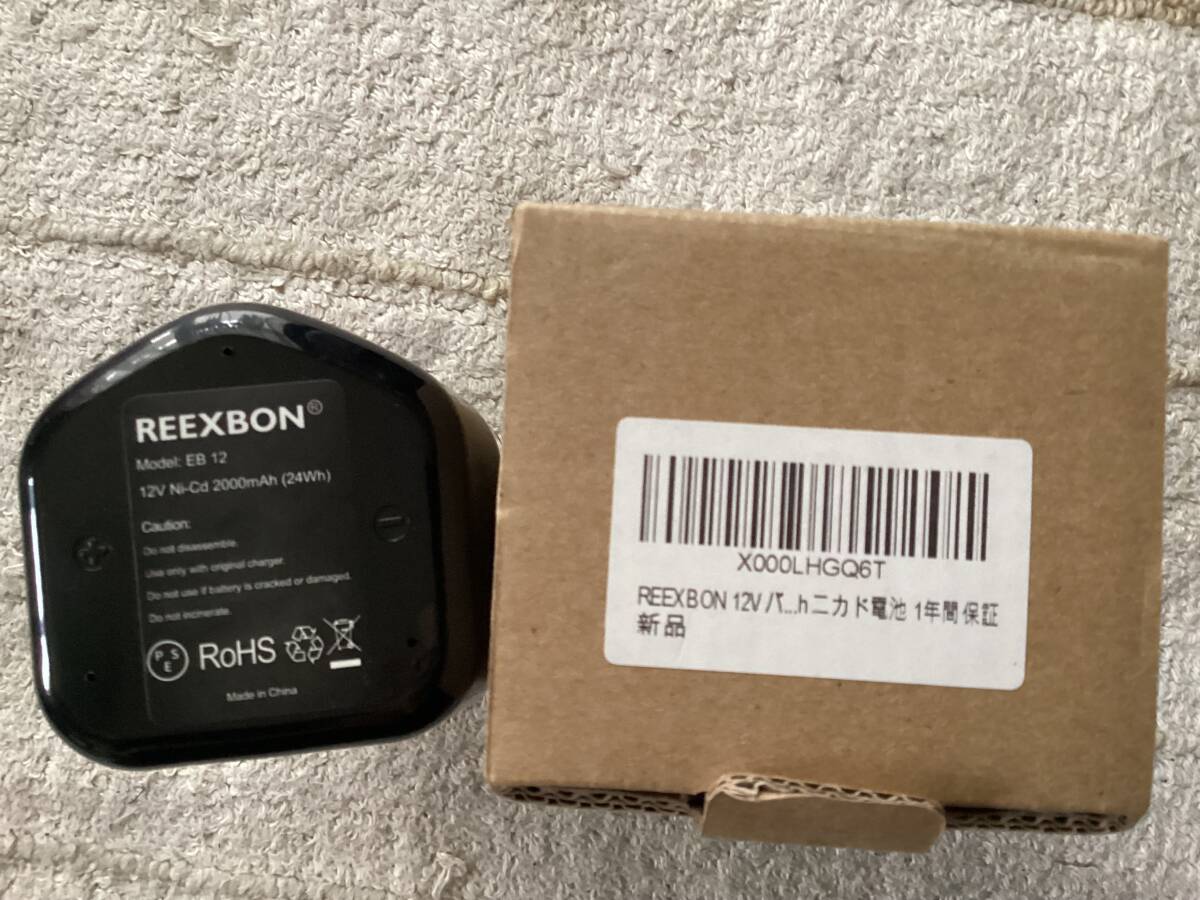 REEXBON®
Model: EB 12
12V Ni-Cd 2000mAh (24Wh)
Caution:
Do not disassemble.
Use only with original charger.
Do not use if battery is cracked or damaged.
Do not incinerate.
PSE RoHS
Made in China
X000LHGQ6T
REEXBON 12V バ...hニカド電池 1年間保証
新品